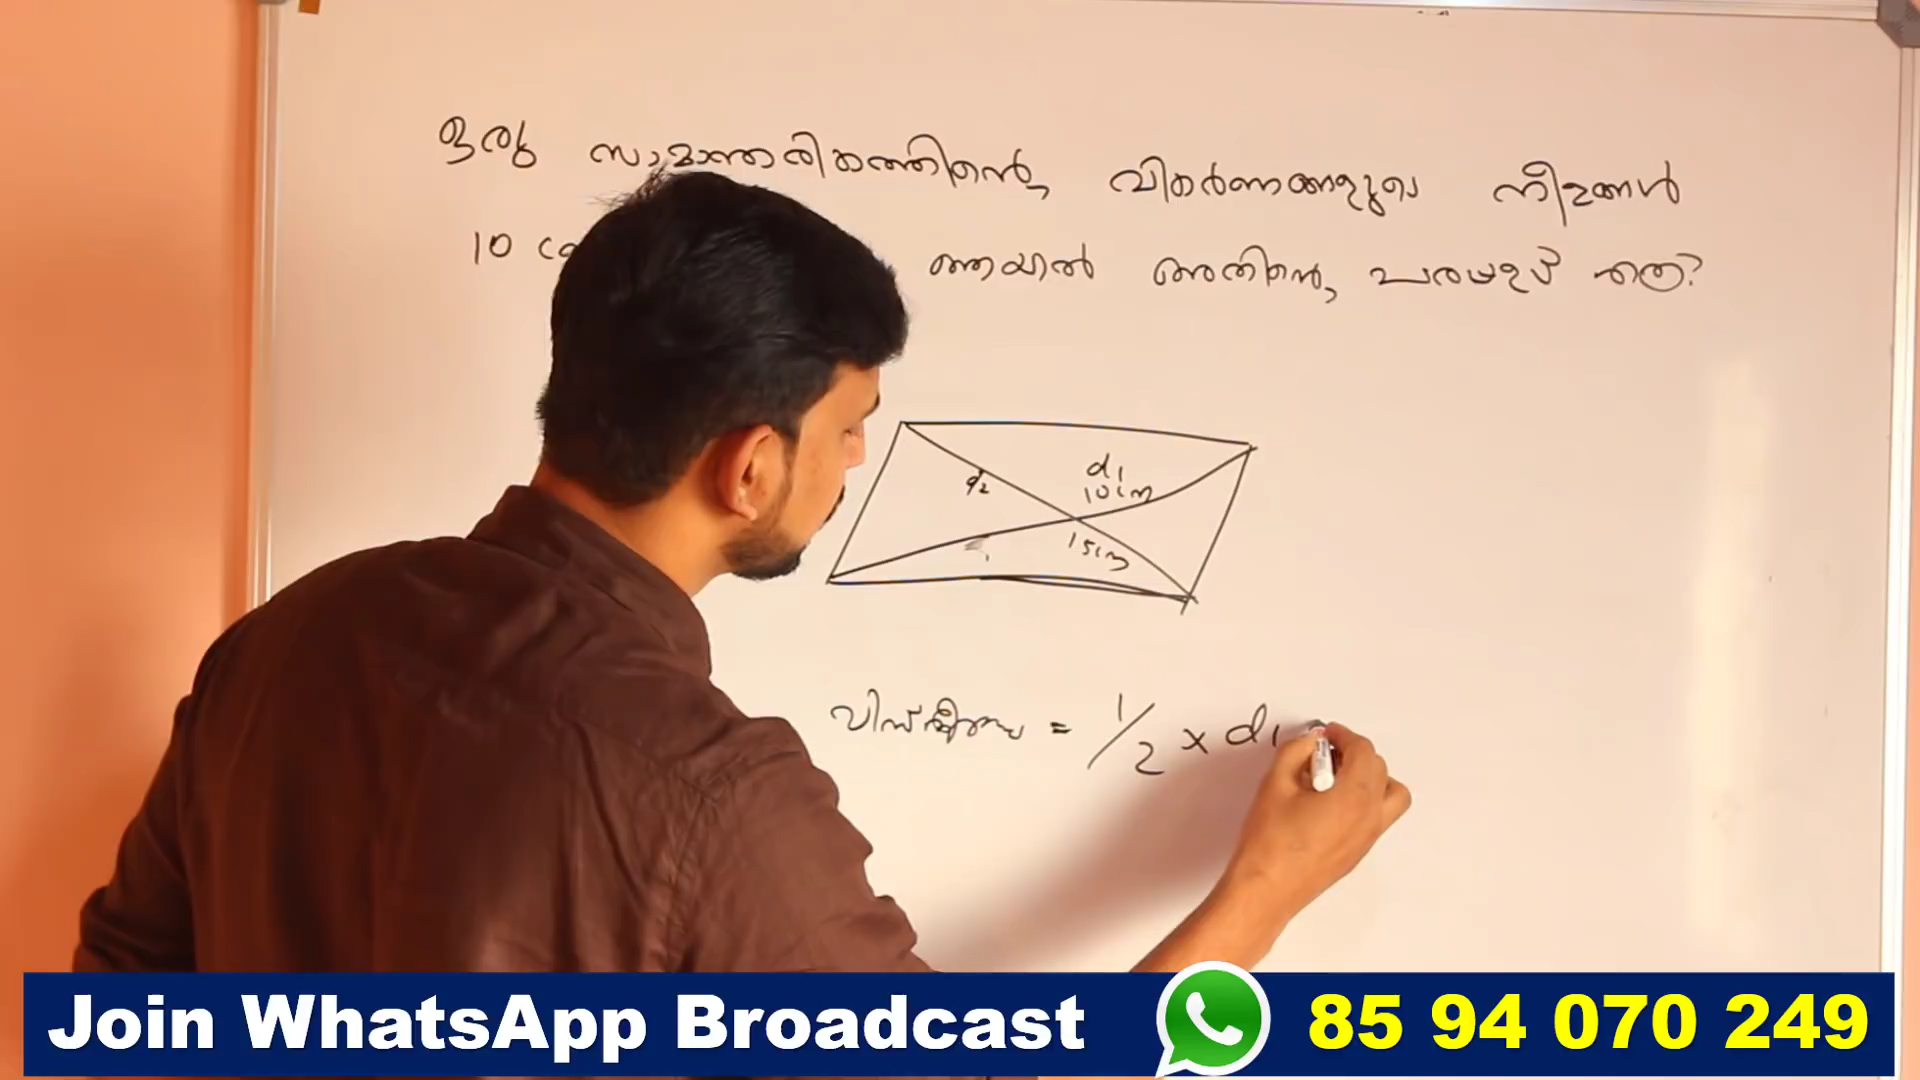 ഒരു സാമാന്തരികത്തിന്റെ വികർണങ്ങളുടെ നീളങ്ങൾ
10 ആയാൽ അതിന്റെ പരപ്പളവ് എത്ര?
d1
10cm
d2
15cm
= 1/2 x d1
Join WhatsApp Broadcast 85 94 070 249